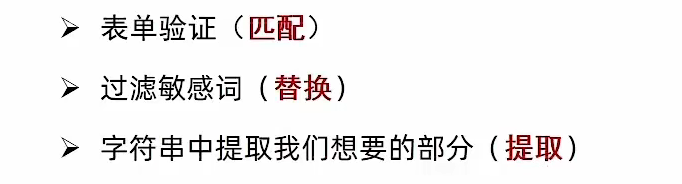 ➢ 表单验证（匹配）
➢ 过滤敏感词（替换）
➢ 字符串中提取我们想要的部分（提取）